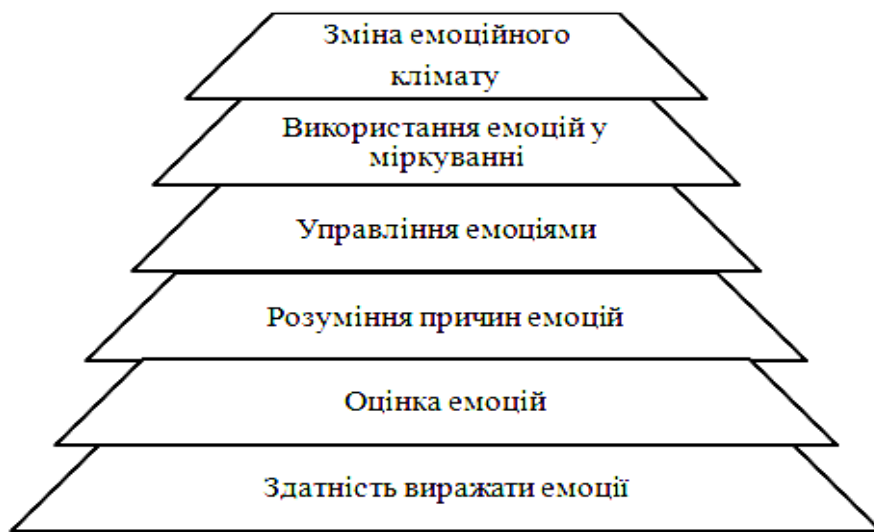 Зміна емоційного
клімату
Використання емоцій у
міркуванні
Управління емоціями
Розуміння причин емоцій
Оцінка емоцій
Здатність виражати емоції